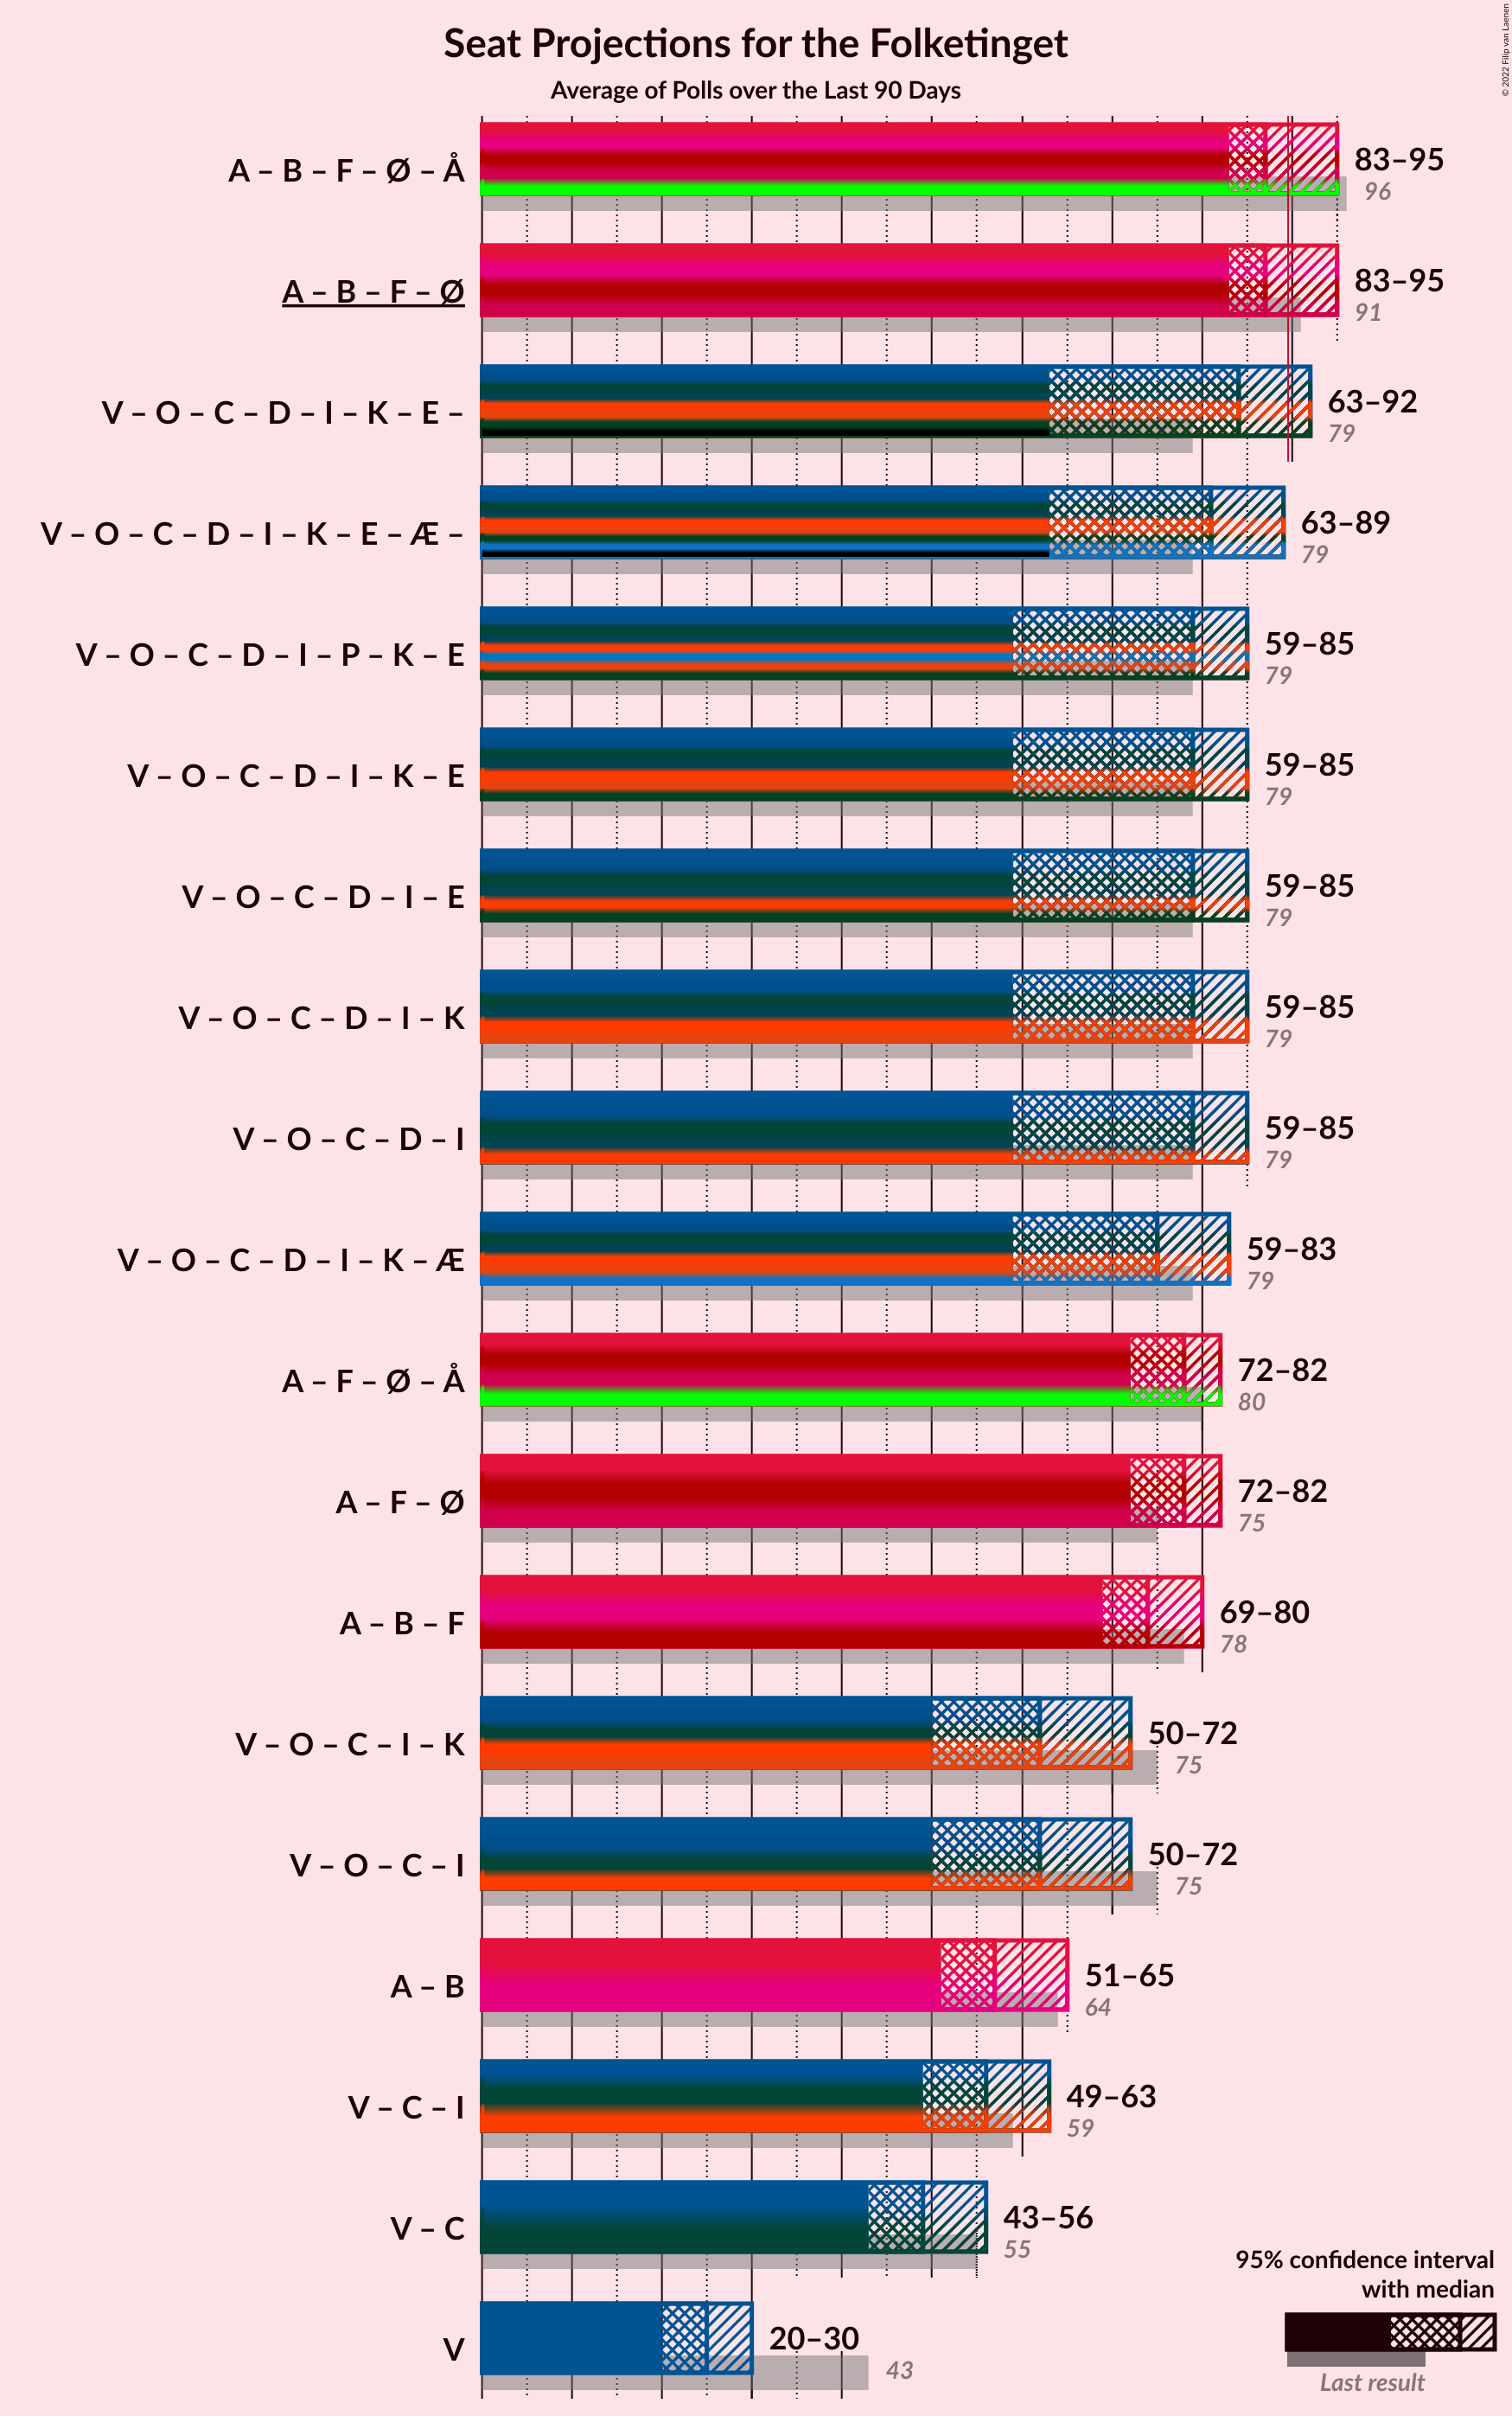 Seat Projections for the Folketinget
Average of Polls over the Last 90 Days
© 2022 Filip van Laenen
A – B – F – Ø – Å
83–95
96
A – B – F – Ø
83–95
91
V – O – C – D – I – K – E –
63–92
79
V – O – C – D – I – K – E – Æ –
63–89
79
V – O – C – D – I – P – K – E
59–85
79
V – O – C – D – I – K – E
59–85
79
V – O – C – D – I – E
59–85
79
V – O – C – D – I – K
59–85
79
V – O – C – D – I
59–85
79
V – O – C – D – I – K – Æ
59–83
79
A – F – Ø – Å
72–82
80
A – F – Ø
72–82
75
A – B – F
69–80
78
V – O – C – I – K
50–72
75
V – O – C – I
50–72
75
A – B
51–65
64
V – C – I
49–63
59
V – C
43–56
55
V
20–30
43
95% confidence interval
with median
Last result